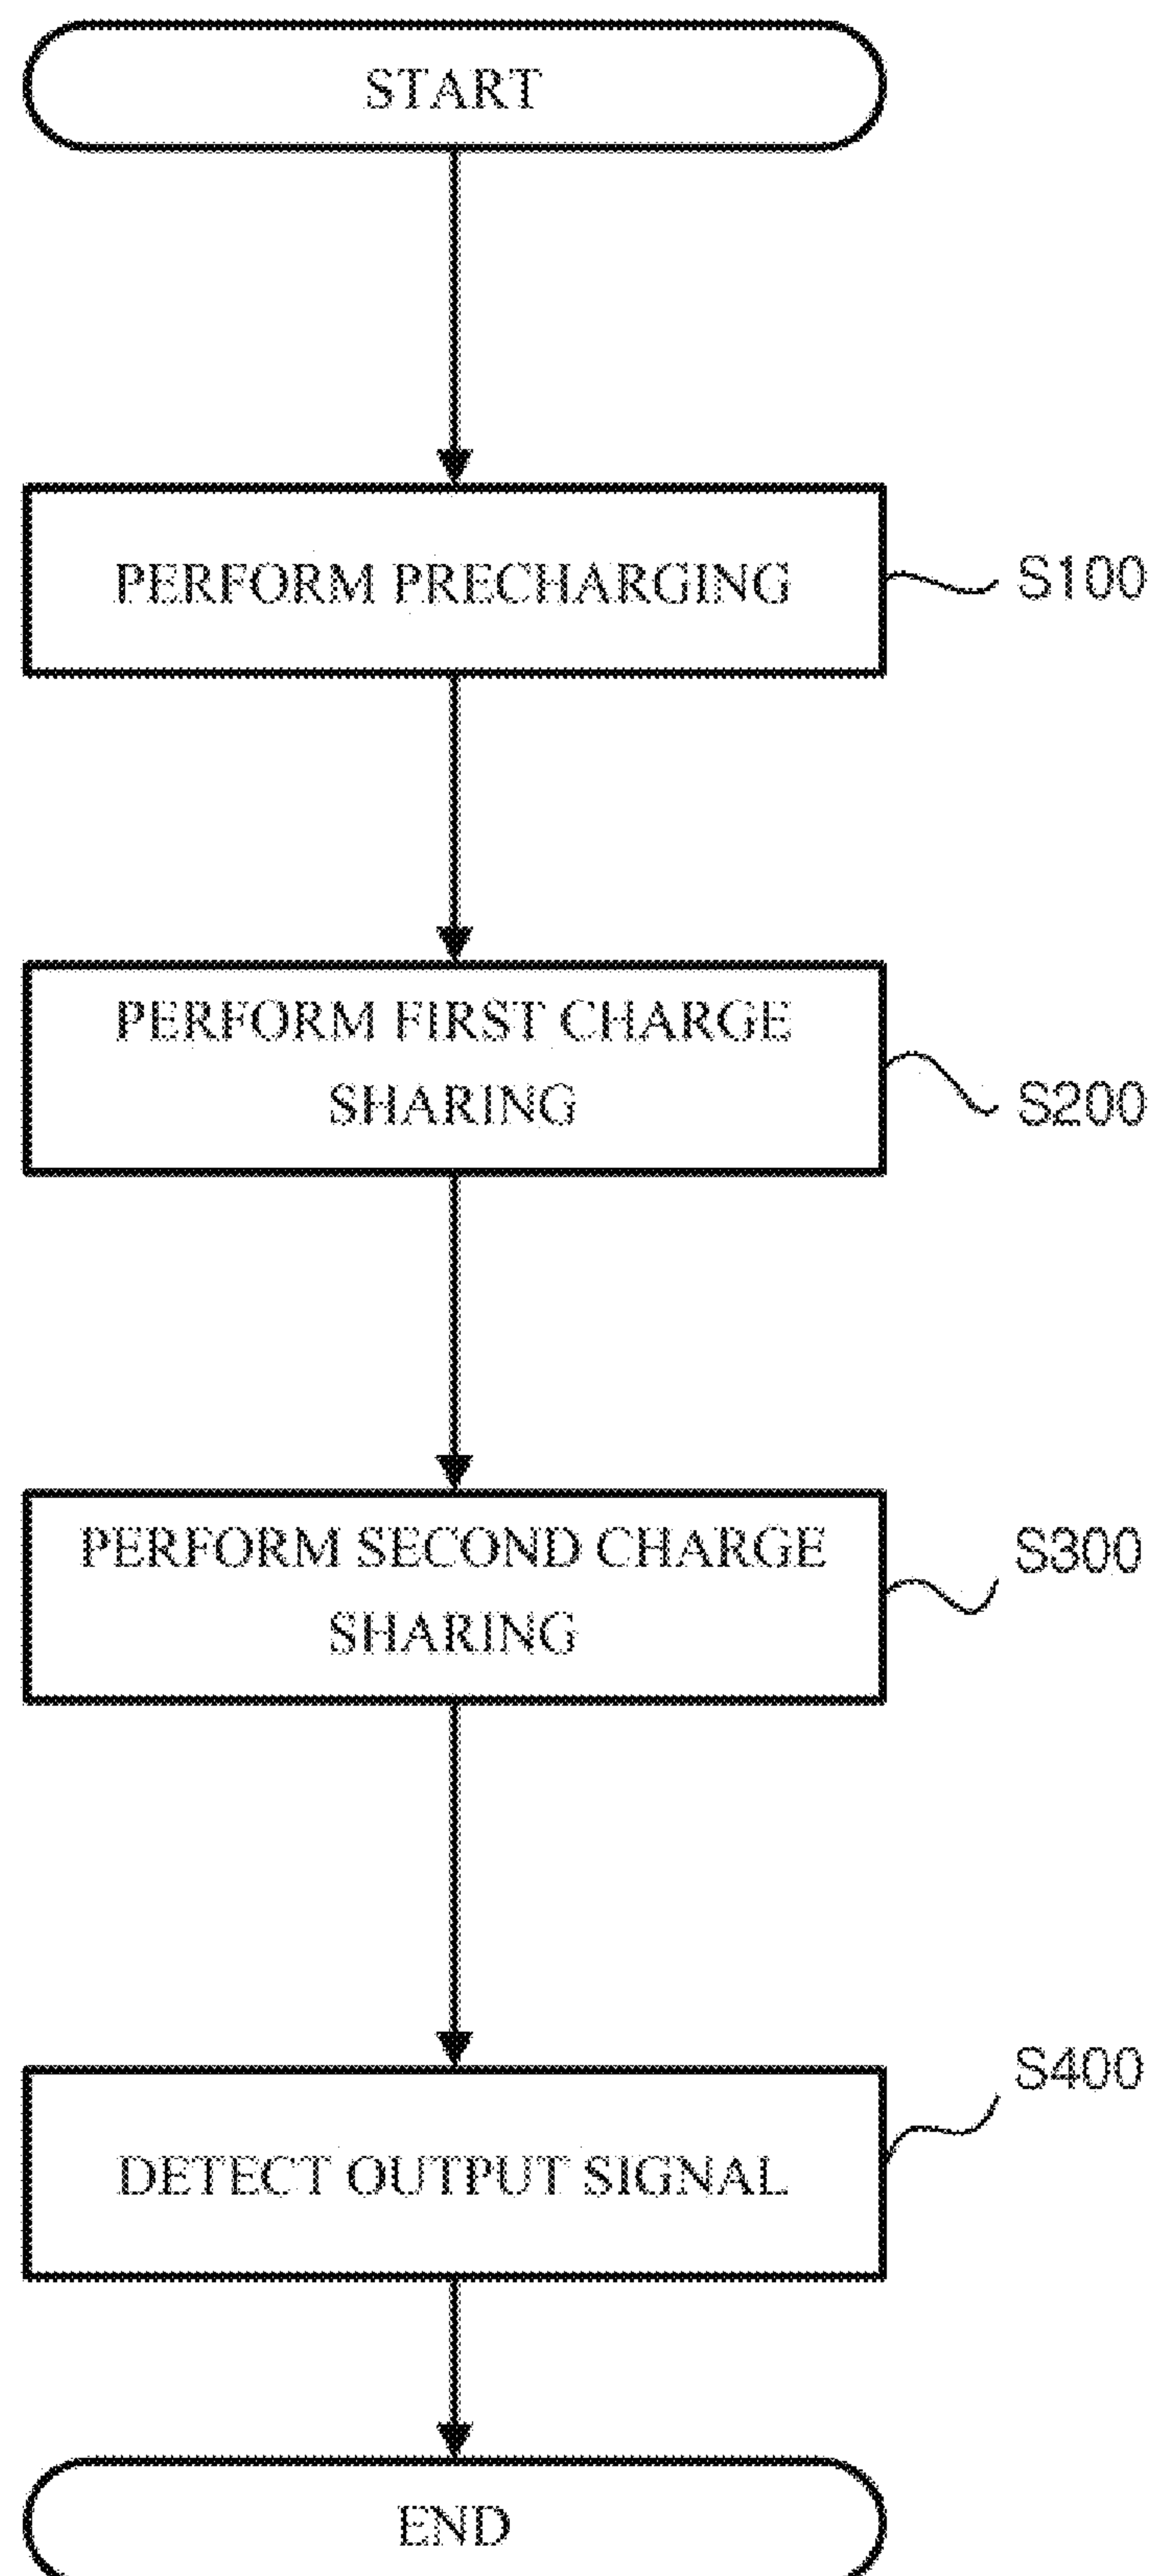 START
PERFORM PRECHARGING
S100
PERFORM FIRST CHARGE
SHARING
S200
PERFORM SECOND CHARGE
SHARING
S300
DETECT OUTPUT SIGNAL
S400
END